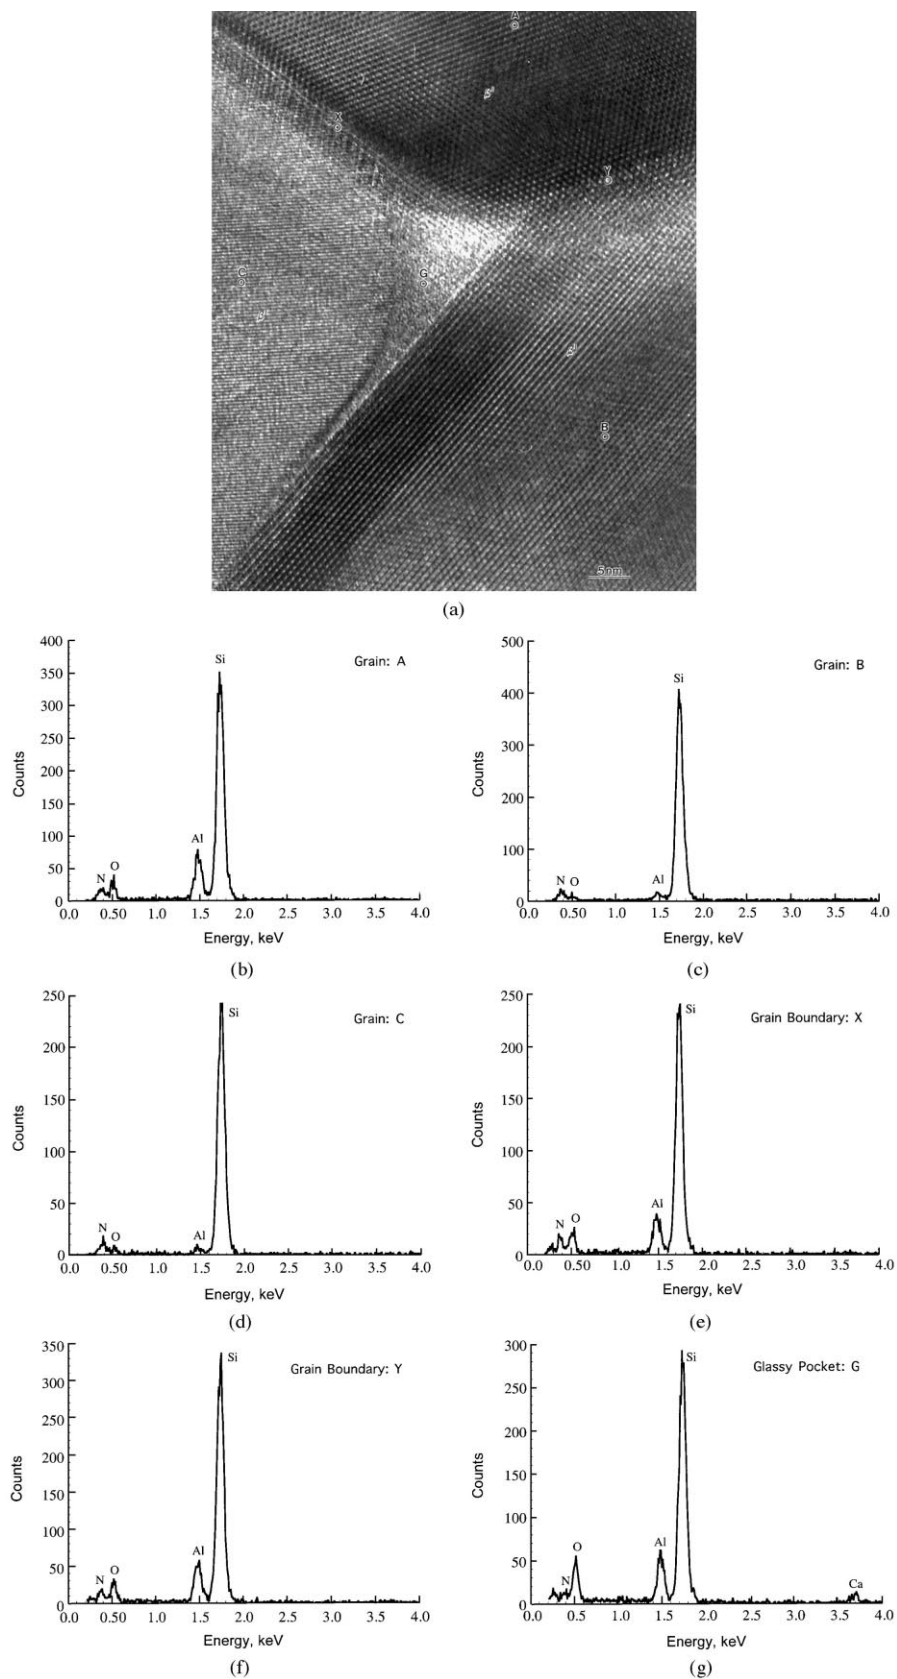 A
X
Y
C
G
B
5nm
(a)
400
350
300
250
200
150
100
50
0
Counts
Grain: A
Si
Al
N
O
0.0 0.50 1.0 1.5 2.0 2.5 3.0 3.5 4.0
Energy, keV
(b)
500
400
300
200
100
0
Counts
Grain: B
Si
Al
N
O
0.0 0.5 1.0 1.5 2.0 2.5 3.0 3.5 4.0
Energy, keV
(c)
250
200
150
100
50
0
Counts
Grain: C
Si
Al
N
O
0.0 0.50 1.0 1.5 2.0 2.5 3.0 3.5 4.0
Energy, keV
(d)
250
200
150
100
50
0
Counts
Grain Boundary: X
Si
Al
N
O
0.0 0.50 1.0 1.5 2.0 2.5 3.0 3.5 4.0
Energy, keV
(e)
350
300
250
200
150
100
50
0
Counts
Grain Boundary: Y
Si
Al
N
O
0.0 0.50 1.0 1.5 2.0 2.5 3.0 3.5 4.0
Energy, keV
(f)
300
250
200
150
100
50
0
Counts
Glassy Pocket: G
Si
Al
N
O
Ca
0.0 0.5 1.0 1.5 2.0 2.5 3.0 3.5 4.0
Energy, keV
(g)